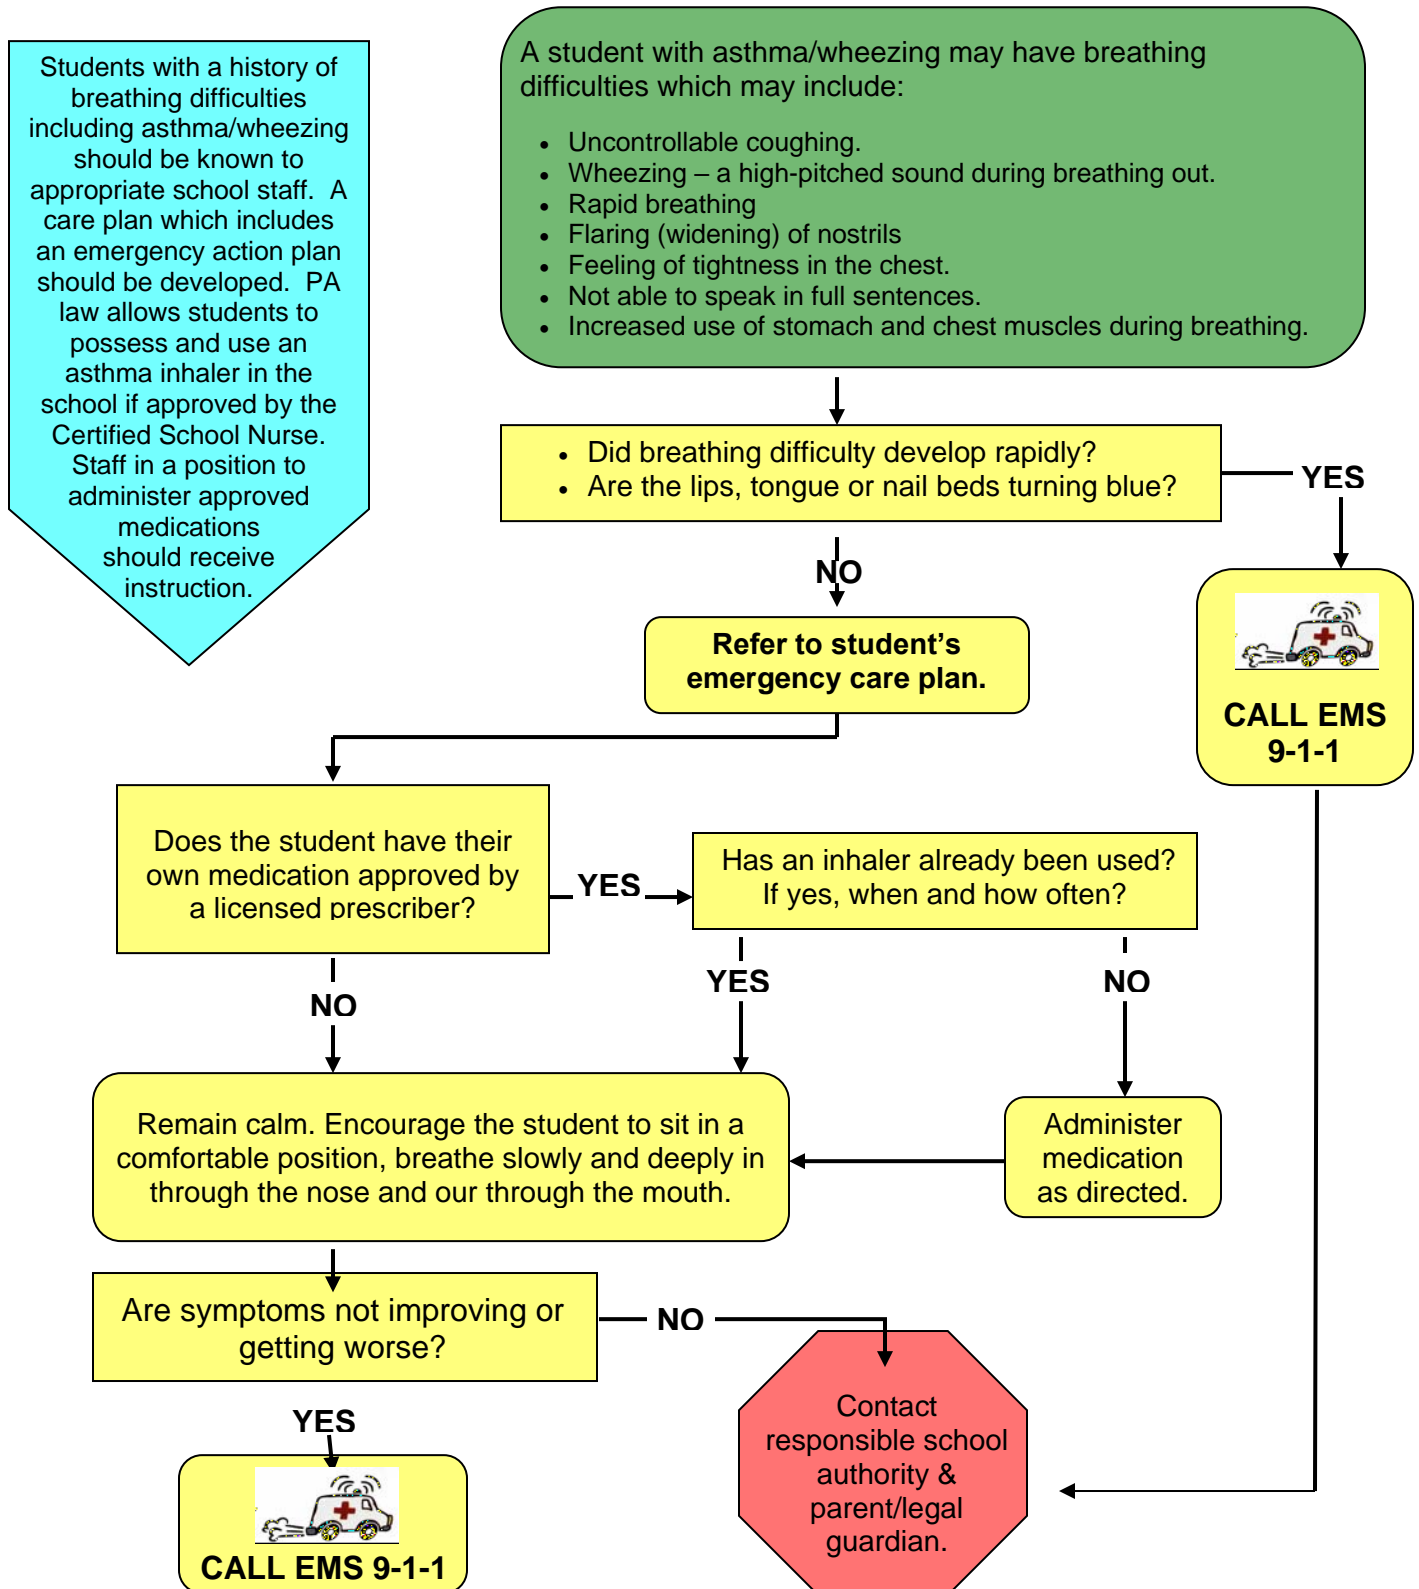 Students with a history of
breathing difficulties
including asthma/wheezing
should be known to
appropriate school staff.  A
care plan which includes
an emergency action plan
should be developed.  PA
law allows students to
possess and use an
asthma inhaler in the
school if approved by the
Certified School Nurse.
Staff in a position to
administer approved
medications
should receive
instruction.
A student with asthma/wheezing may have breathing
difficulties which may include:
• Uncontrollable coughing.
• Wheezing – a high-pitched sound during breathing out.
• Rapid breathing
• Flaring (widening) of nostrils
• Feeling of tightness in the chest.
• Not able to speak in full sentences.
• Increased use of stomach and chest muscles during breathing.
• Did breathing difficulty develop rapidly?
• Are the lips, tongue or nail beds turning blue?
YES
NO
CALL EMS
9-1-1
Refer to student’s
emergency care plan.
Does the student have their
own medication approved by
a licensed prescriber?
YES
Has an inhaler already been used?
If yes, when and how often?
NO
YES
NO
Remain calm. Encourage the student to sit in a
comfortable position, breathe slowly and deeply in
through the nose and our through the mouth.
Administer
medication
as directed.
Are symptoms not improving or
getting worse?
NO
YES
CALL EMS 9-1-1
Contact
responsible school
authority &
parent/legal
guardian.